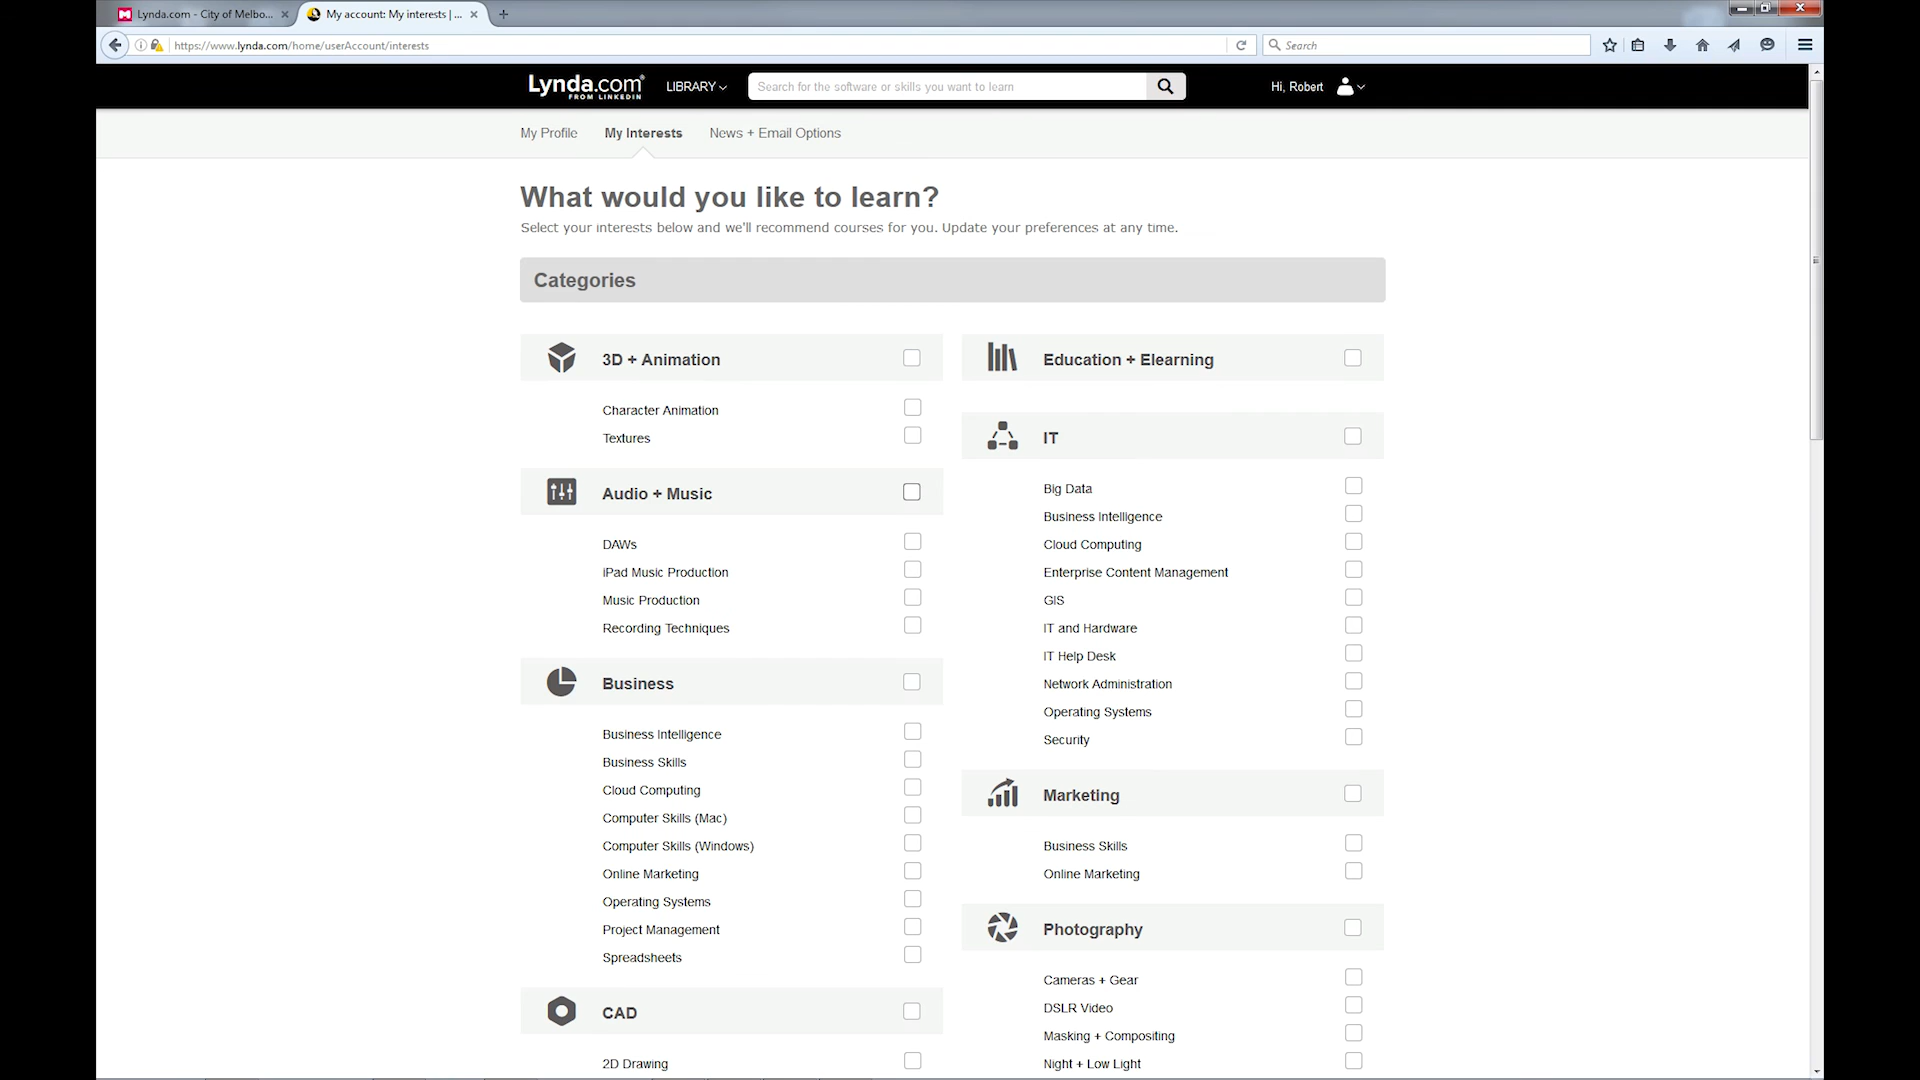 Lynda.com - City of Melbo...
My account: My interests | ...
https://www.lynda.com/home/userAccount/interests
Search
Lynda.com®
FROM LINKEDIN
LIBRARY
Search for the software or skills you want to learn
Hi, Robert
My Profile
My Interests
News + Email Options
What would you like to learn?
Select your interests below and we'll recommend courses for you. Update your preferences at any time.
Categories
3D + Animation
Character Animation
Textures
Audio + Music
DAWs
iPad Music Production
Music Production
Recording Techniques
Business
Business Intelligence
Business Skills
Cloud Computing
Computer Skills (Mac)
Computer Skills (Windows)
Online Marketing
Operating Systems
Project Management
Spreadsheets
CAD
2D Drawing
Education + Elearning
IT
Big Data
Business Intelligence
Cloud Computing
Enterprise Content Management
GIS
IT and Hardware
IT Help Desk
Network Administration
Operating Systems
Security
Marketing
Business Skills
Online Marketing
Photography
Cameras + Gear
DSLR Video
Masking + Compositing
Night + Low Light